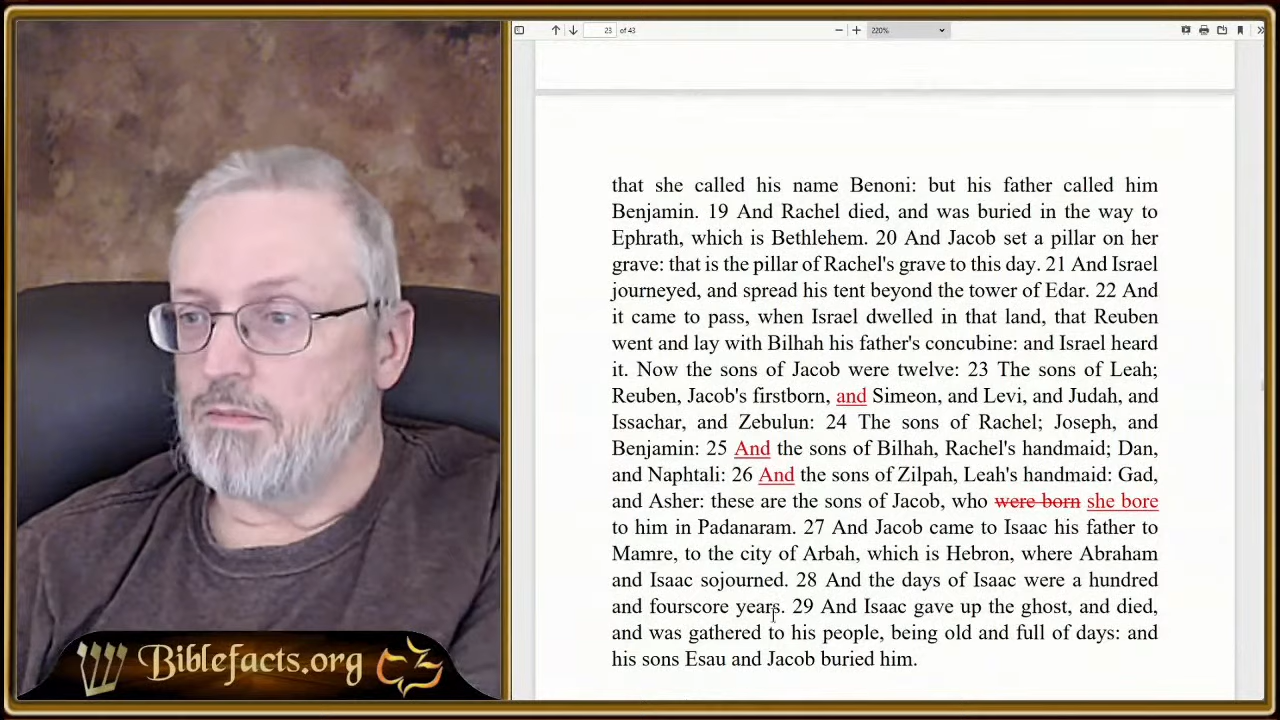 23 of 43
220%
that she called his name Benoni: but his father called him
Benjamin. 19 And Rachel died, and was buried in the way to
Ephrath, which is Bethlehem. 20 And Jacob set a pillar on her
grave: that is the pillar of Rachel's grave to this day. 21 And Israel
journeyed, and spread his tent beyond the tower of Edar. 22 And
it came to pass, when Israel dwelled in that land, that Reuben
went and lay with Bilhah his father's concubine: and Israel heard
it. Now the sons of Jacob were twelve: 23 The sons of Leah;
Reuben, Jacob's firstborn, and Simeon, and Levi, and Judah, and
Issachar, and Zebulun: 24 The sons of Rachel; Joseph, and
Benjamin: 25 And the sons of Bilhah, Rachel's handmaid; Dan,
and Naphtali: 26 And the sons of Zilpah, Leah's handmaid: Gad,
and Asher: these are the sons of Jacob, who were born she bore
to him in Padanaram. 27 And Jacob came to Isaac his father to
Mamre, to the city of Arbah, which is Hebron, where Abraham
and Isaac sojourned. 28 And the days of Isaac were a hundred
and fourscore years. 29 And Isaac gave up the ghost, and died,
and was gathered to his people, being old and full of days: and
his sons Esau and Jacob buried him.
Biblefacts.org